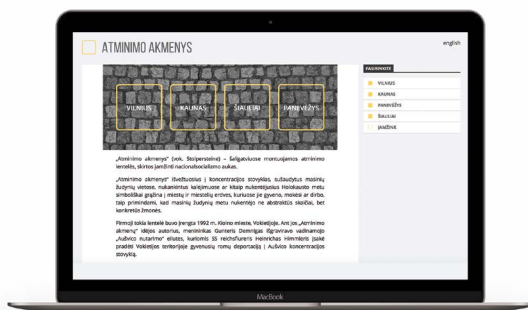 ATMINIMO AKMENYS
english
VILNIUS
KAUNAS
ŠIAULIAI
PANEVĖŽYS
PASIRINKITE
VILNIUS
KAUNAS
PANEVĖŽYS
ŠIAULIAI
ĮAMŽINK
„Atminimo akmenys“ (vok. Stolpersteine) – šaligatviuose montuojamos atminimo
lentelės, skirtos įamžinti nacionalsocializmo aukas.
„Atminimo akmenys“ išvežtuosius į koncentracijos stovyklas, sušaudytus masinių
žudynių vietose, nukankintus kalėjimuose ar kitaip nukentėjusius Holokausto metu
simboliškai grąžina į miestų ir miestelių erdves, kuriuose jie gyveno, mokėsi ar dirbo,
taip primindami, kad masinių žudynių metu nukentėjo ne abstraktūs skaičiai, bet
konkretūs žmonės.
Pirmoji tokia lentelė buvo įrengta 1992 m. Kiolno mieste, Vokietijoje. Ant jos „Atminimo
akmenų“ idėjos autorius, menininkas Gunteris Demnigas išgraviravo vadinamojo
„Aušvico nutarimo“ eilutes, kuriomis SS reichsfiureris Heinrichas Himmleris įsakė
pradėti Vokietijos teritorijoje gyvenusių romų deportaciją į Aušvico koncentracijos
stovyklą.
MacBook